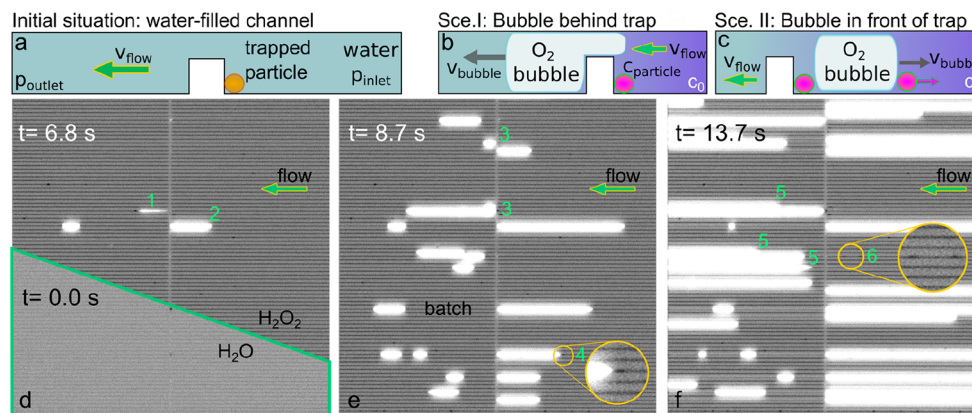 Initial situation: water-filled channel
Sce.I: Bubble behind trap
Sce. II: Bubble in front of trap
a
v_flow
trapped
particle
water
p_outlet
p_inlet
b
O₂
bubble
v_bubble
v_flow
c_particle
c₀
c
v_flow
O₂
bubble
v_bubble
t= 6.8 s
flow
1
2
t= 0.0 s
H₂O₂
H₂O
d
t= 8.7 s
3
flow
3
batch
4
e
t= 13.7 s
flow
5
5
5
6
f